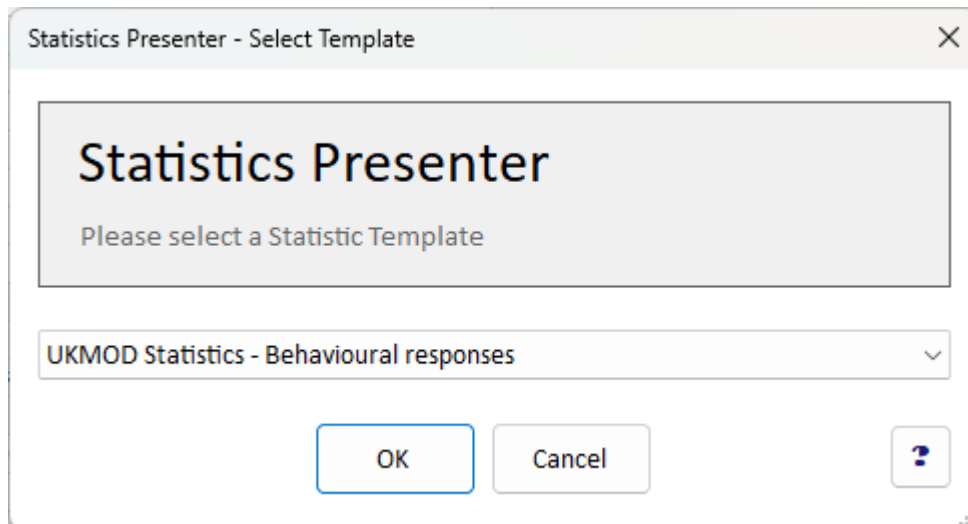 Statistics Presenter - Select Template
Statistics Presenter
Please select a Statistic Template
UKMOD Statistics - Behavioural responses
OK
Cancel
?